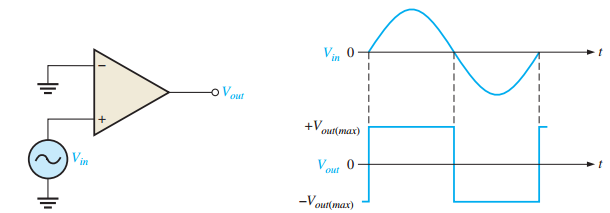 −
+
V_in
V_out
V_in 0
t
+V_out(max)
V_out 0
t
−V_out(max)